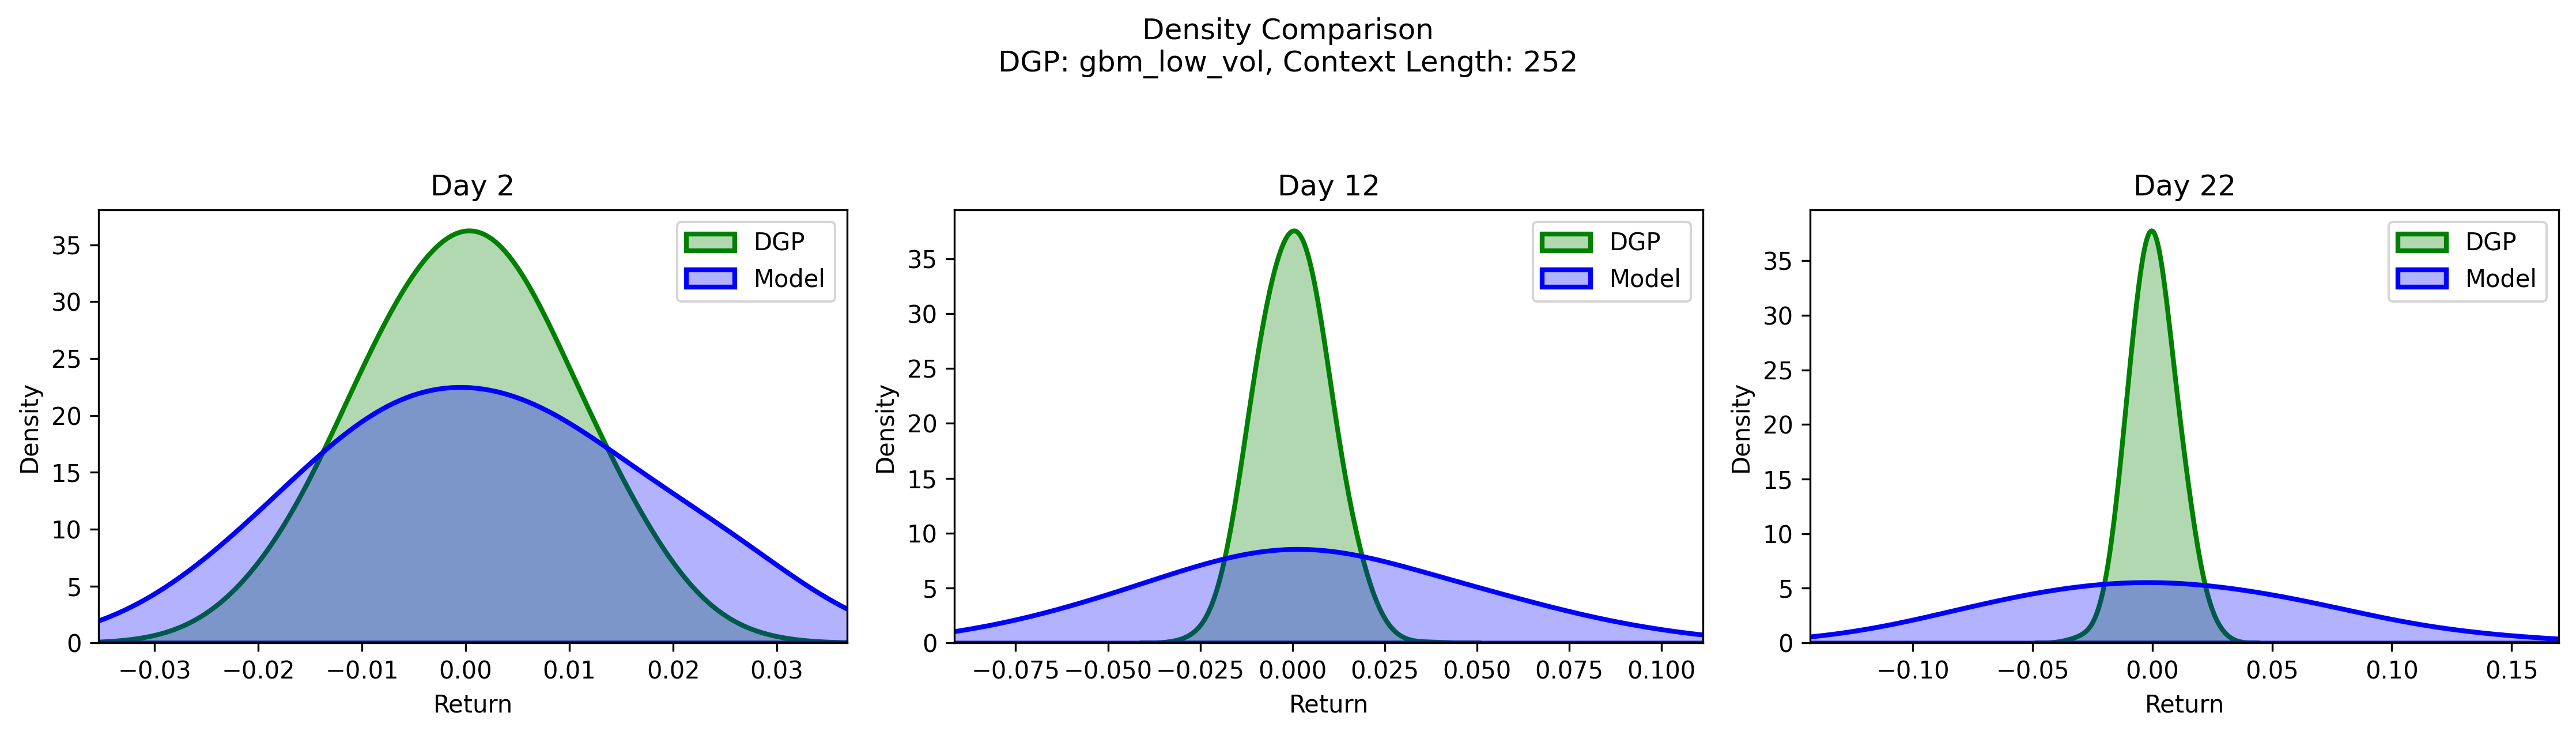 Density Comparison
DGP: gbm_low_vol, Context Length: 252
Day 2
35
30
25
20
15
10
5
0
Density
−0.03
−0.02
−0.01
0.00
0.01
0.02
0.03
Return
DGP
Model
Day 12
35
30
25
20
15
10
5
0
Density
−0.075
−0.050
−0.025
0.000
0.025
0.050
0.075
0.100
Return
DGP
Model
Day 22
35
30
25
20
15
10
5
0
Density
−0.10
−0.05
0.00
0.05
0.10
0.15
Return
DGP
Model